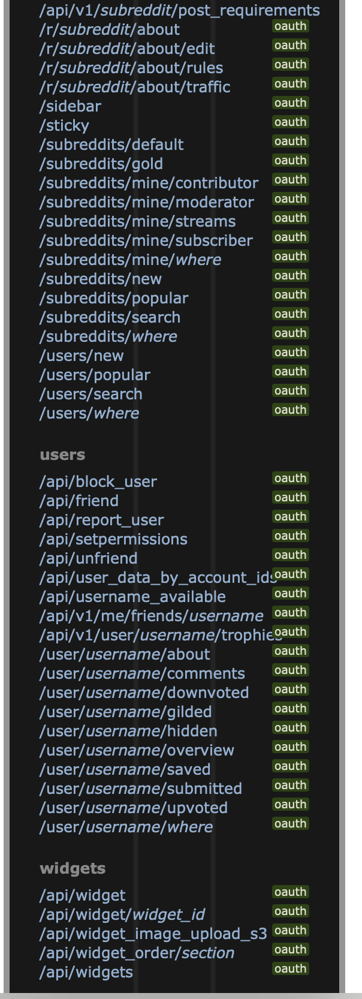 /api/v1/subreddit/post_requirements
/r/subreddit/about oauth
/r/subreddit/about/edit oauth
/r/subreddit/about/rules oauth
/r/subreddit/about/traffic oauth
/sidebar oauth
/sticky oauth
/subreddits/default oauth
/subreddits/gold oauth
/subreddits/mine/contributor oauth
/subreddits/mine/moderator oauth
/subreddits/mine/streams oauth
/subreddits/mine/subscriber oauth
/subreddits/mine/where oauth
/subreddits/new oauth
/subreddits/popular oauth
/subreddits/search oauth
/subreddits/where oauth
/users/new oauth
/users/popular oauth
/users/search oauth
/users/where oauth
users
/api/block_user oauth
/api/friend oauth
/api/report_user oauth
/api/setpermissions oauth
/api/unfriend oauth
/api/user_data_by_account_ids oauth
/api/username_available oauth
/api/v1/me/friends/username oauth
/api/v1/user/username/trophies oauth
/user/username/about oauth
/user/username/comments oauth
/user/username/downvoted oauth
/user/username/gilded oauth
/user/username/hidden oauth
/user/username/overview oauth
/user/username/saved oauth
/user/username/submitted oauth
/user/username/upvoted oauth
/user/username/where oauth
widgets
/api/widget oauth
/api/widget/widget_id oauth
/api/widget_image_upload_s3 oauth
/api/widget_order/section oauth
/api/widgets oauth